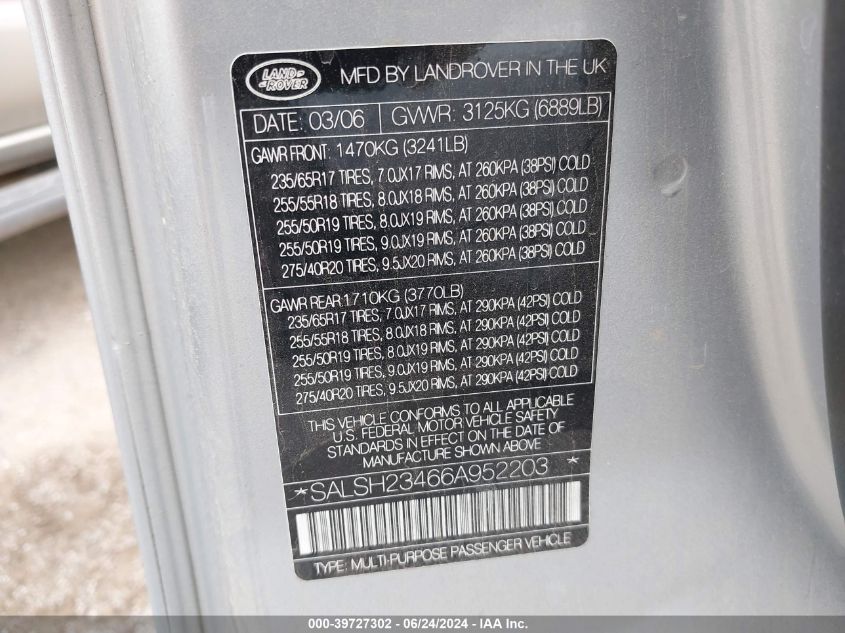 LAND
ROVER
MFD BY LANDROVER IN THE UK
DATE: 03/06 GVWR: 3125KG (6889LB)
GAWR FRONT: 1470KG (3241LB)
235/65R17 TIRES, 7.0JX17 RIMS, AT 260KPA (38PSI) COLD
255/55R18 TIRES, 8.0JX18 RIMS, AT 260KPA (38PSI) COLD
255/50R19 TIRES, 8.0JX19 RIMS, AT 260KPA (38PSI) COLD
255/50R19 TIRES, 9.0JX19 RIMS, AT 260KPA (38PSI) COLD
275/40R20 TIRES, 9.5JX20 RIMS, AT 260KPA (38PSI) COLD
GAWR REAR:1710KG (3770LB)
235/65R17 TIRES, 7.0JX17 RIMS, AT 290KPA (42PSI) COLD
255/55R18 TIRES, 8.0JX18 RIMS, AT 290KPA (42PSI) COLD
255/50R19 TIRES, 8.0JX19 RIMS, AT 290KPA (42PSI) COLD
255/50R19 TIRES, 9.0JX19 RIMS, AT 290KPA (42PSI) COLD
275/40R20 TIRES, 9.5JX20 RIMS, AT 290KPA (42PSI) COLD
THIS VEHICLE CONFORMS TO ALL APPLICABLE
U.S. FEDERAL MOTOR VEHICLE SAFETY
STANDARDS IN EFFECT ON THE DATE OF
MANUFACTURE SHOWN ABOVE
*SALSH23466A952203 *
TYPE: MULTI-PURPOSE PASSENGER VEHICLE
000-39727302 - 06/24/2024 - IAA Inc.